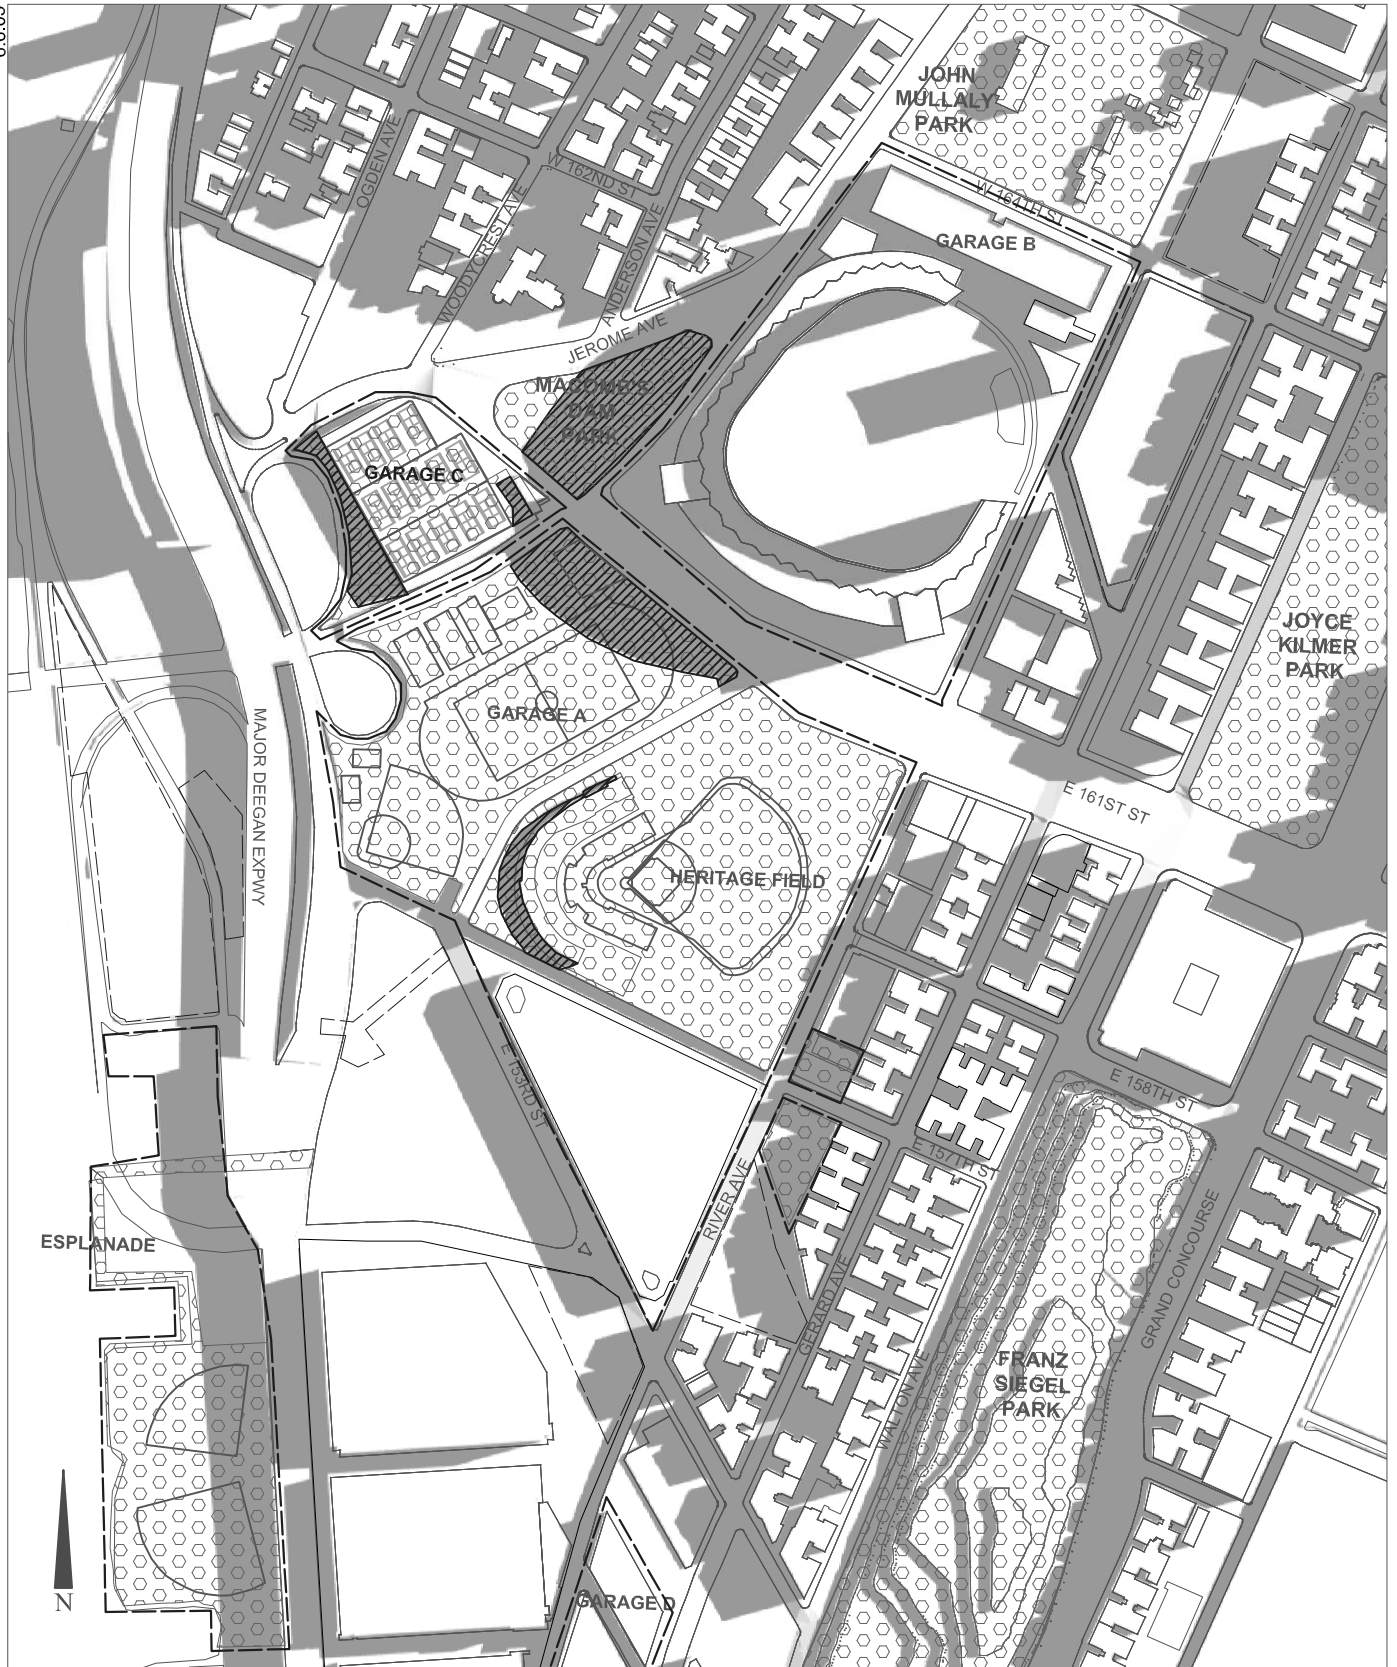 JOHN
MULLALY
PARK
OGDEN AVE
W 162ND ST
W 164TH ST
WOODYCREST AVE
ANDERSON AVE
GARAGE B
JEROME AVE
MACOMB'S
DAM
PARK
GARAGE C
JOYCE
KILMER
PARK
GARAGE A
MAJOR DEEGAN EXPWY
E 161ST ST
HERITAGE FIELD
E 153RD ST
E 158TH ST
E 157TH ST
RIVER AVE
GRAND CONCOURSE
ESPLANADE
GERARD AVE
WALTON AVE
FRANZ
SIEGEL
PARK
N
GARAGE D